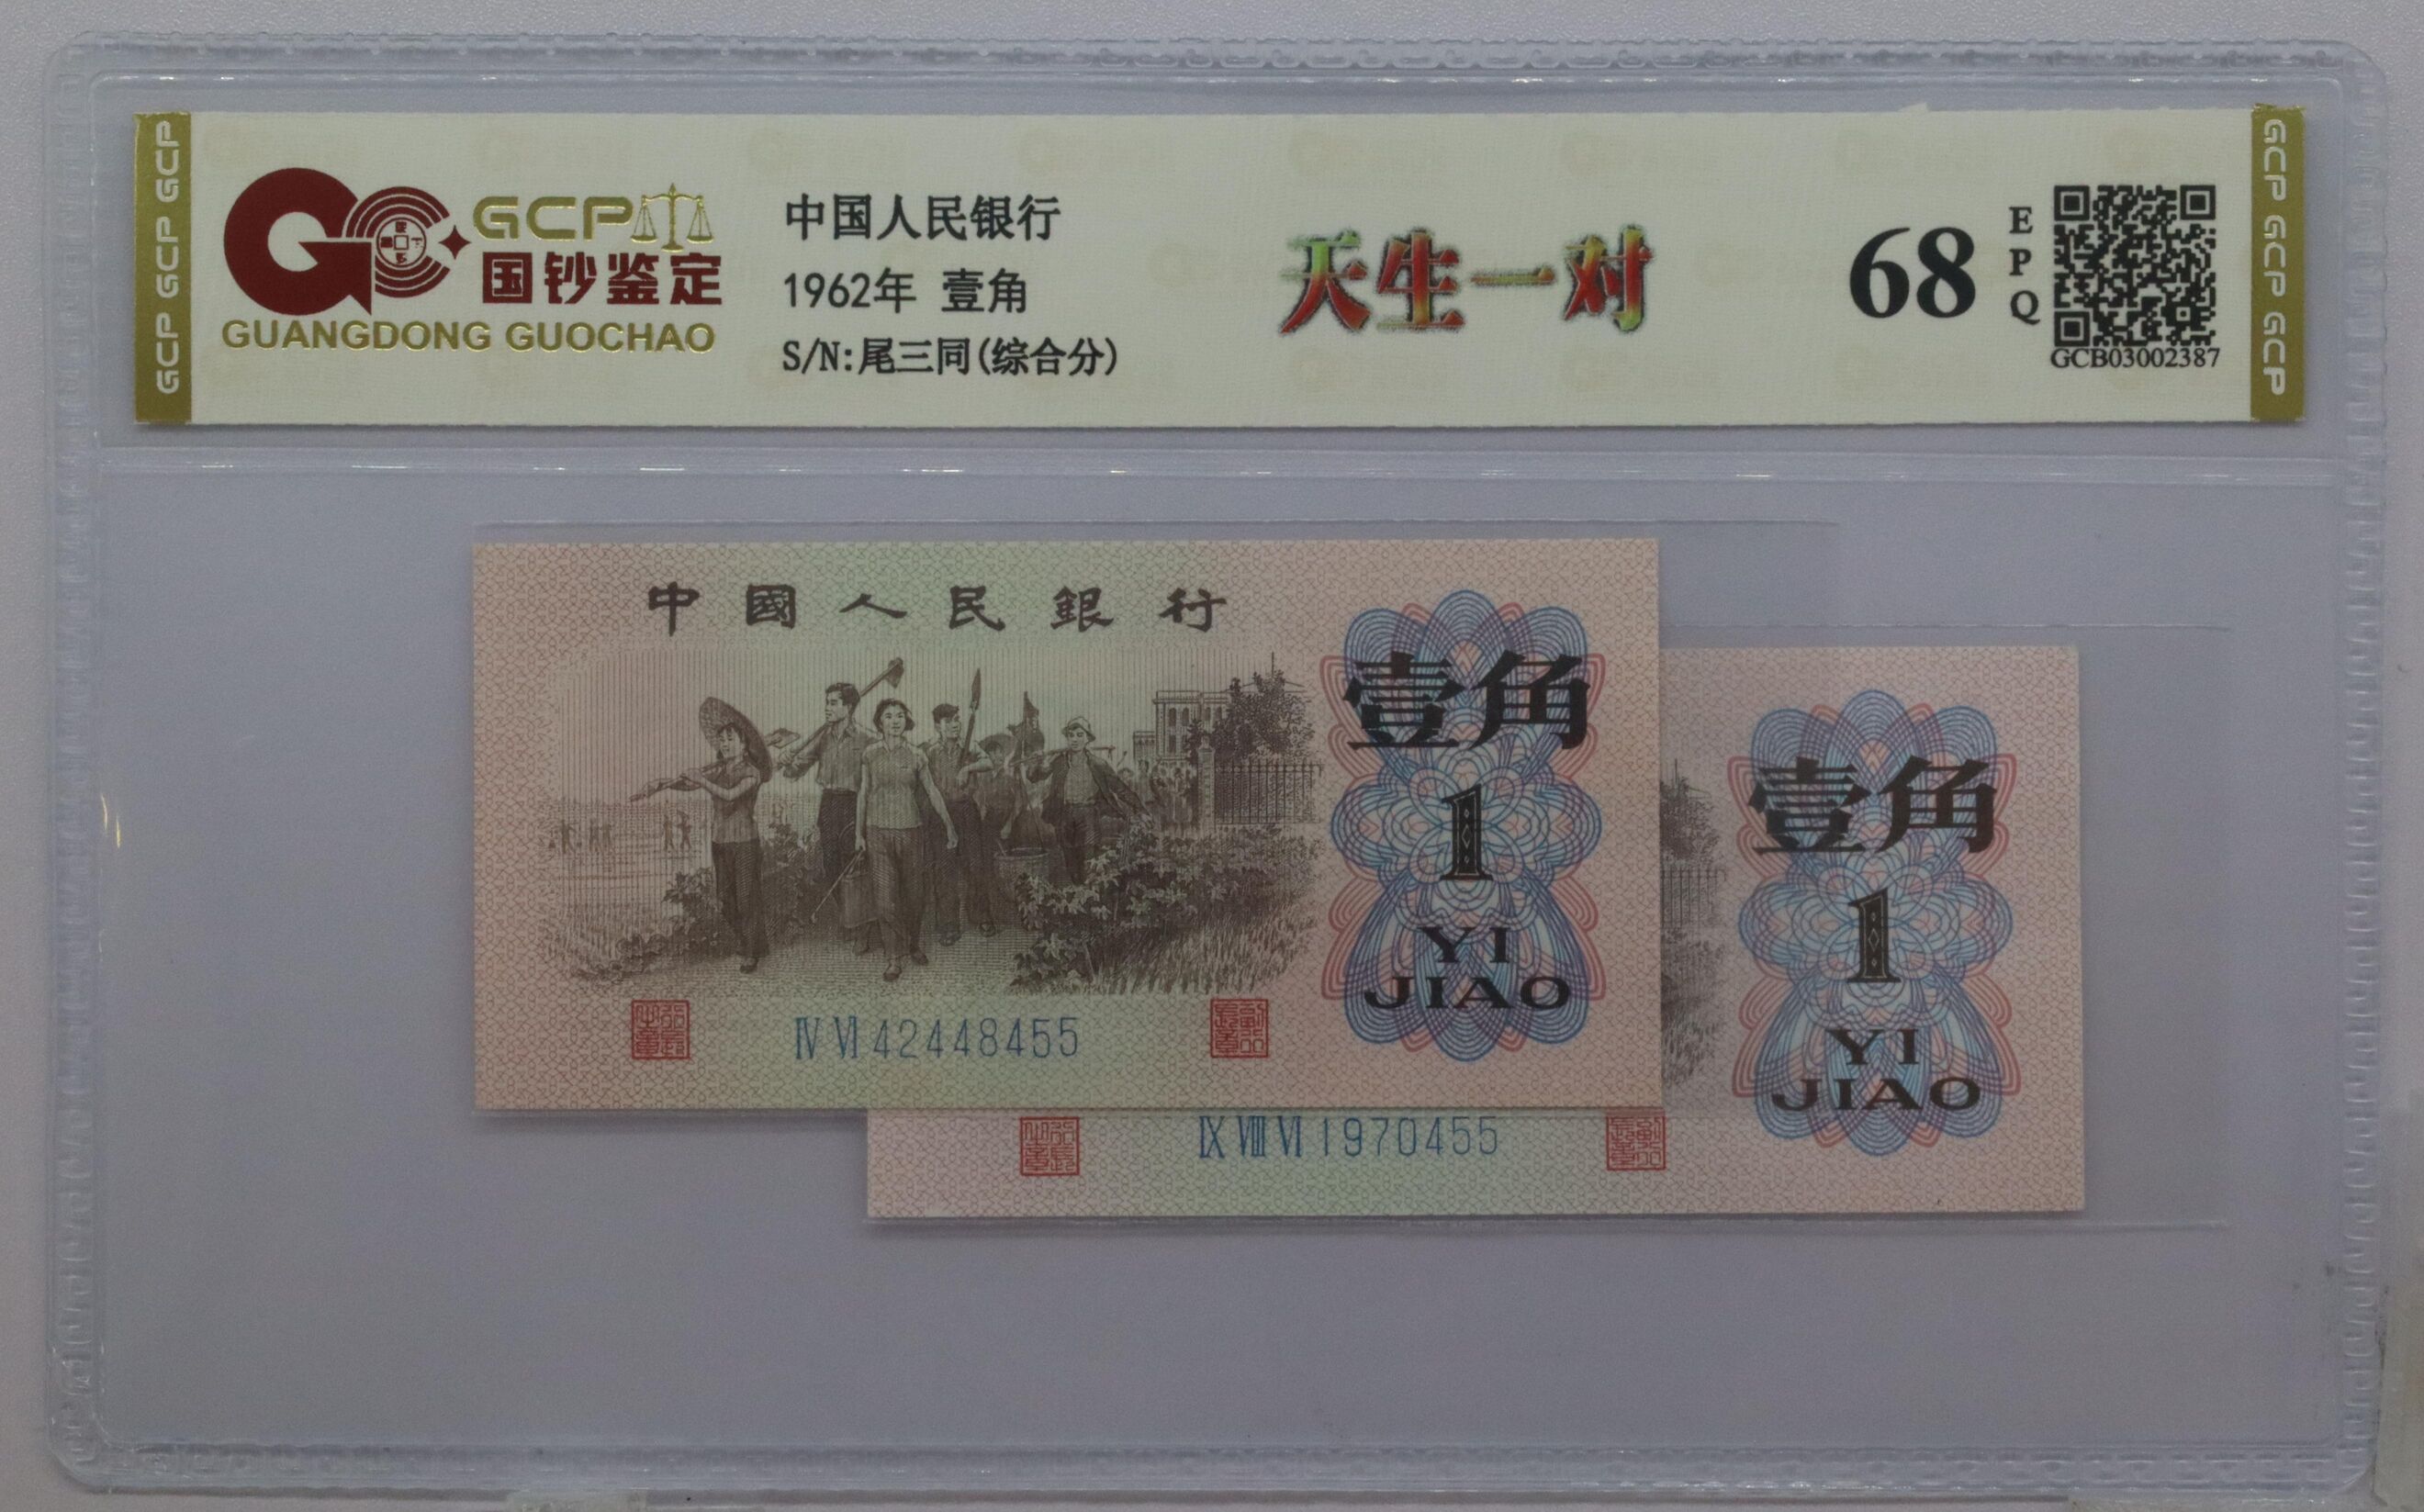 GCP GCP GCP
GCP
国钞鉴定
GUANGDONG GUOCHAO
中国人民银行
1962年 壹角
S/N:尾三同(综合分)
天生一对
68
EPQ
GCB03002387
GCP GCP GCP
中國人民銀行
壹角
1
YI
JIAO
ⅣⅥ42448455
壹角
1
YI
JIAO
ⅨⅧⅥ1970455